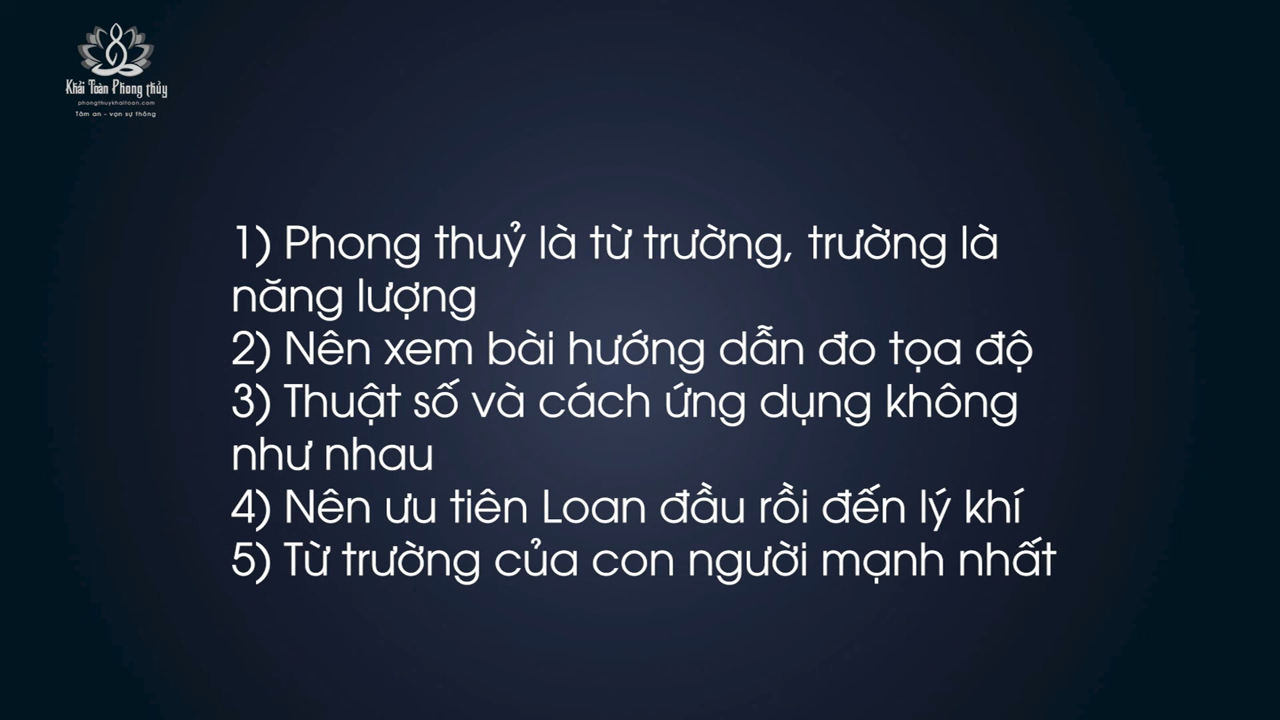 Khải Toàn Phong thủy
phongthuykhaitoan.com
Tâm an - vạn sự thông
1) Phong thuỷ là từ trường, trường là
năng lượng
2) Nên xem bài hướng dẫn đo tọa độ
3) Thuật số và cách ứng dụng không
như nhau
4) Nên ưu tiên Loan đầu rồi đến lý khí
5) Từ trường của con người mạnh nhất